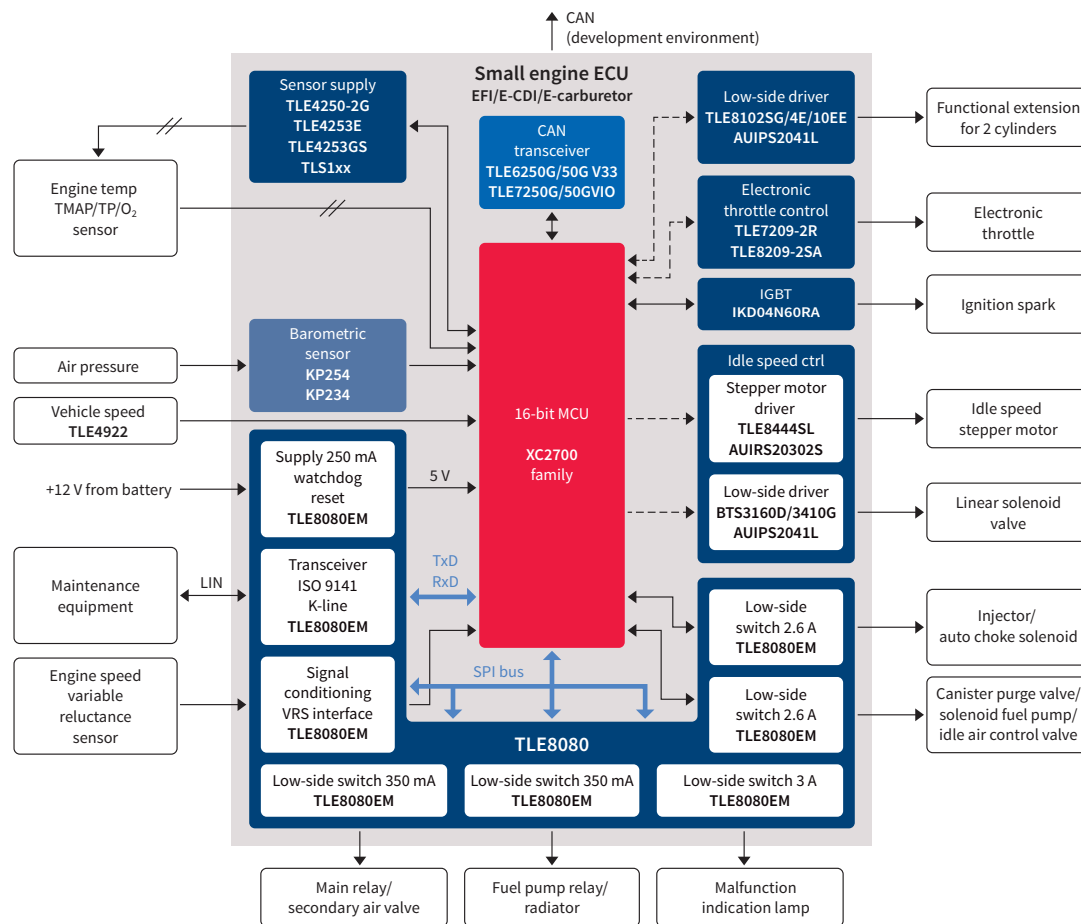 CAN
(development environment)
Small engine ECU
EFI/E-CDI/E-carburetor
Sensor supply
TLE4250-2G
TLE4253E
TLE4253GS
TLS1xx
CAN
transceiver
TLE6250G/50G V33
TLE7250G/50GVIO
Low-side driver
TLE8102SG/4E/10EE
AUIPS2041L
Functional extension
for 2 cylinders
Engine temp
TMAP/TP/O₂
sensor
Electronic
throttle control
TLE7209-2R
TLE8209-2SA
Electronic
throttle
IGBT
IKD04N60RA
Ignition spark
Air pressure
Barometric
sensor
KP254
KP234
Vehicle speed
TLE4922
16-bit MCU
XC2700
family
Idle speed ctrl
Stepper motor
driver
TLE8444SL
AUIRS20302S
Idle speed
stepper motor
+12 V from battery
Supply 250 mA
watchdog
reset
TLE8080EM
5 V
Low-side driver
BTS3160D/3410G
AUIPS2041L
Linear solenoid
valve
Maintenance
equipment
LIN
Transceiver
ISO 9141
K-line
TLE8080EM
TxD
RxD
Low-side
switch 2.6 A
TLE8080EM
Injector/
auto choke solenoid
Engine speed
variable
reluctance
sensor
Signal
conditioning
VRS interface
TLE8080EM
SPI bus
Low-side
switch 2.6 A
TLE8080EM
Canister purge valve/
solenoid fuel pump/
idle air control valve
TLE8080
Low-side switch 350 mA
TLE8080EM
Low-side switch 350 mA
TLE8080EM
Low-side switch 3 A
TLE8080EM
Main relay/
secondary air valve
Fuel pump relay/
radiator
Malfunction
indication lamp